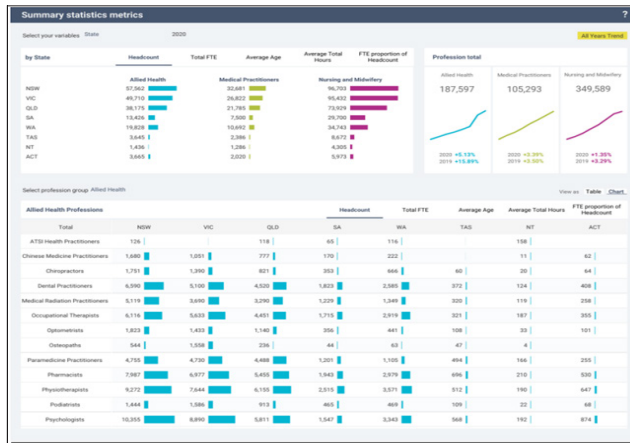 Summary statistics metrics ?
Select your variables State 2020 All Years Trend
by State Headcount Total FTE Average Age Average Total Hours FTE proportion of Headcount
Allied Health Medical Practitioners Nursing and Midwifery
NSW 57,562 32,681 96,703
VIC 49,710 26,822 95,432
QLD 38,175 21,785 73,929
SA 13,426 7,500 29,700
WA 19,828 10,692 34,743
TAS 3,645 2,386 8,672
NT 1,436 1,286 4,305
ACT 3,665 2,020 5,973
Profession total
Allied Health Medical Practitioners Nursing and Midwifery
187,597 105,293 349,589
2020 +5.13% 2020 +3.39% 2020 +1.35%
2019 +15.89% 2019 +3.50% 2019 +3.29%
Select profession group Allied Health View as Table Chart
Allied Health Professions Headcount Total FTE Average Age Average Total Hours FTE proportion of Headcount
Total NSW VIC QLD SA WA TAS NT ACT
ATSI Health Practitioners 126 118 65 116 158
Chinese Medicine Practitioners 1,680 1,051 777 170 222 11 62
Chiropractors 1,751 1,390 821 353 666 60 20 64
Dental Practitioners 6,590 5,100 4,520 1,823 2,585 372 124 408
Medical Radiation Practitioners 5,119 3,690 3,290 1,229 1,345 320 119 258
Occupational Therapists 6,116 5,633 4,451 1,715 2,919 321 187 355
Optometrists 1,823 1,433 1,140 356 441 108 33 101
Osteopaths 544 1,558 236 44 63 47 4
Paramedicine Practitioners 4,755 4,730 4,488 1,201 1,105 494 166 255
Pharmacists 7,987 6,977 5,455 1,943 2,979 696 210 530
Physiotherapists 9,272 7,644 6,155 2,515 3,571 512 190 647
Podiatrists 1,444 1,586 913 465 469 109 22 68
Psychologists 10,355 8,890 5,811 1,547 3,343 568 192 874